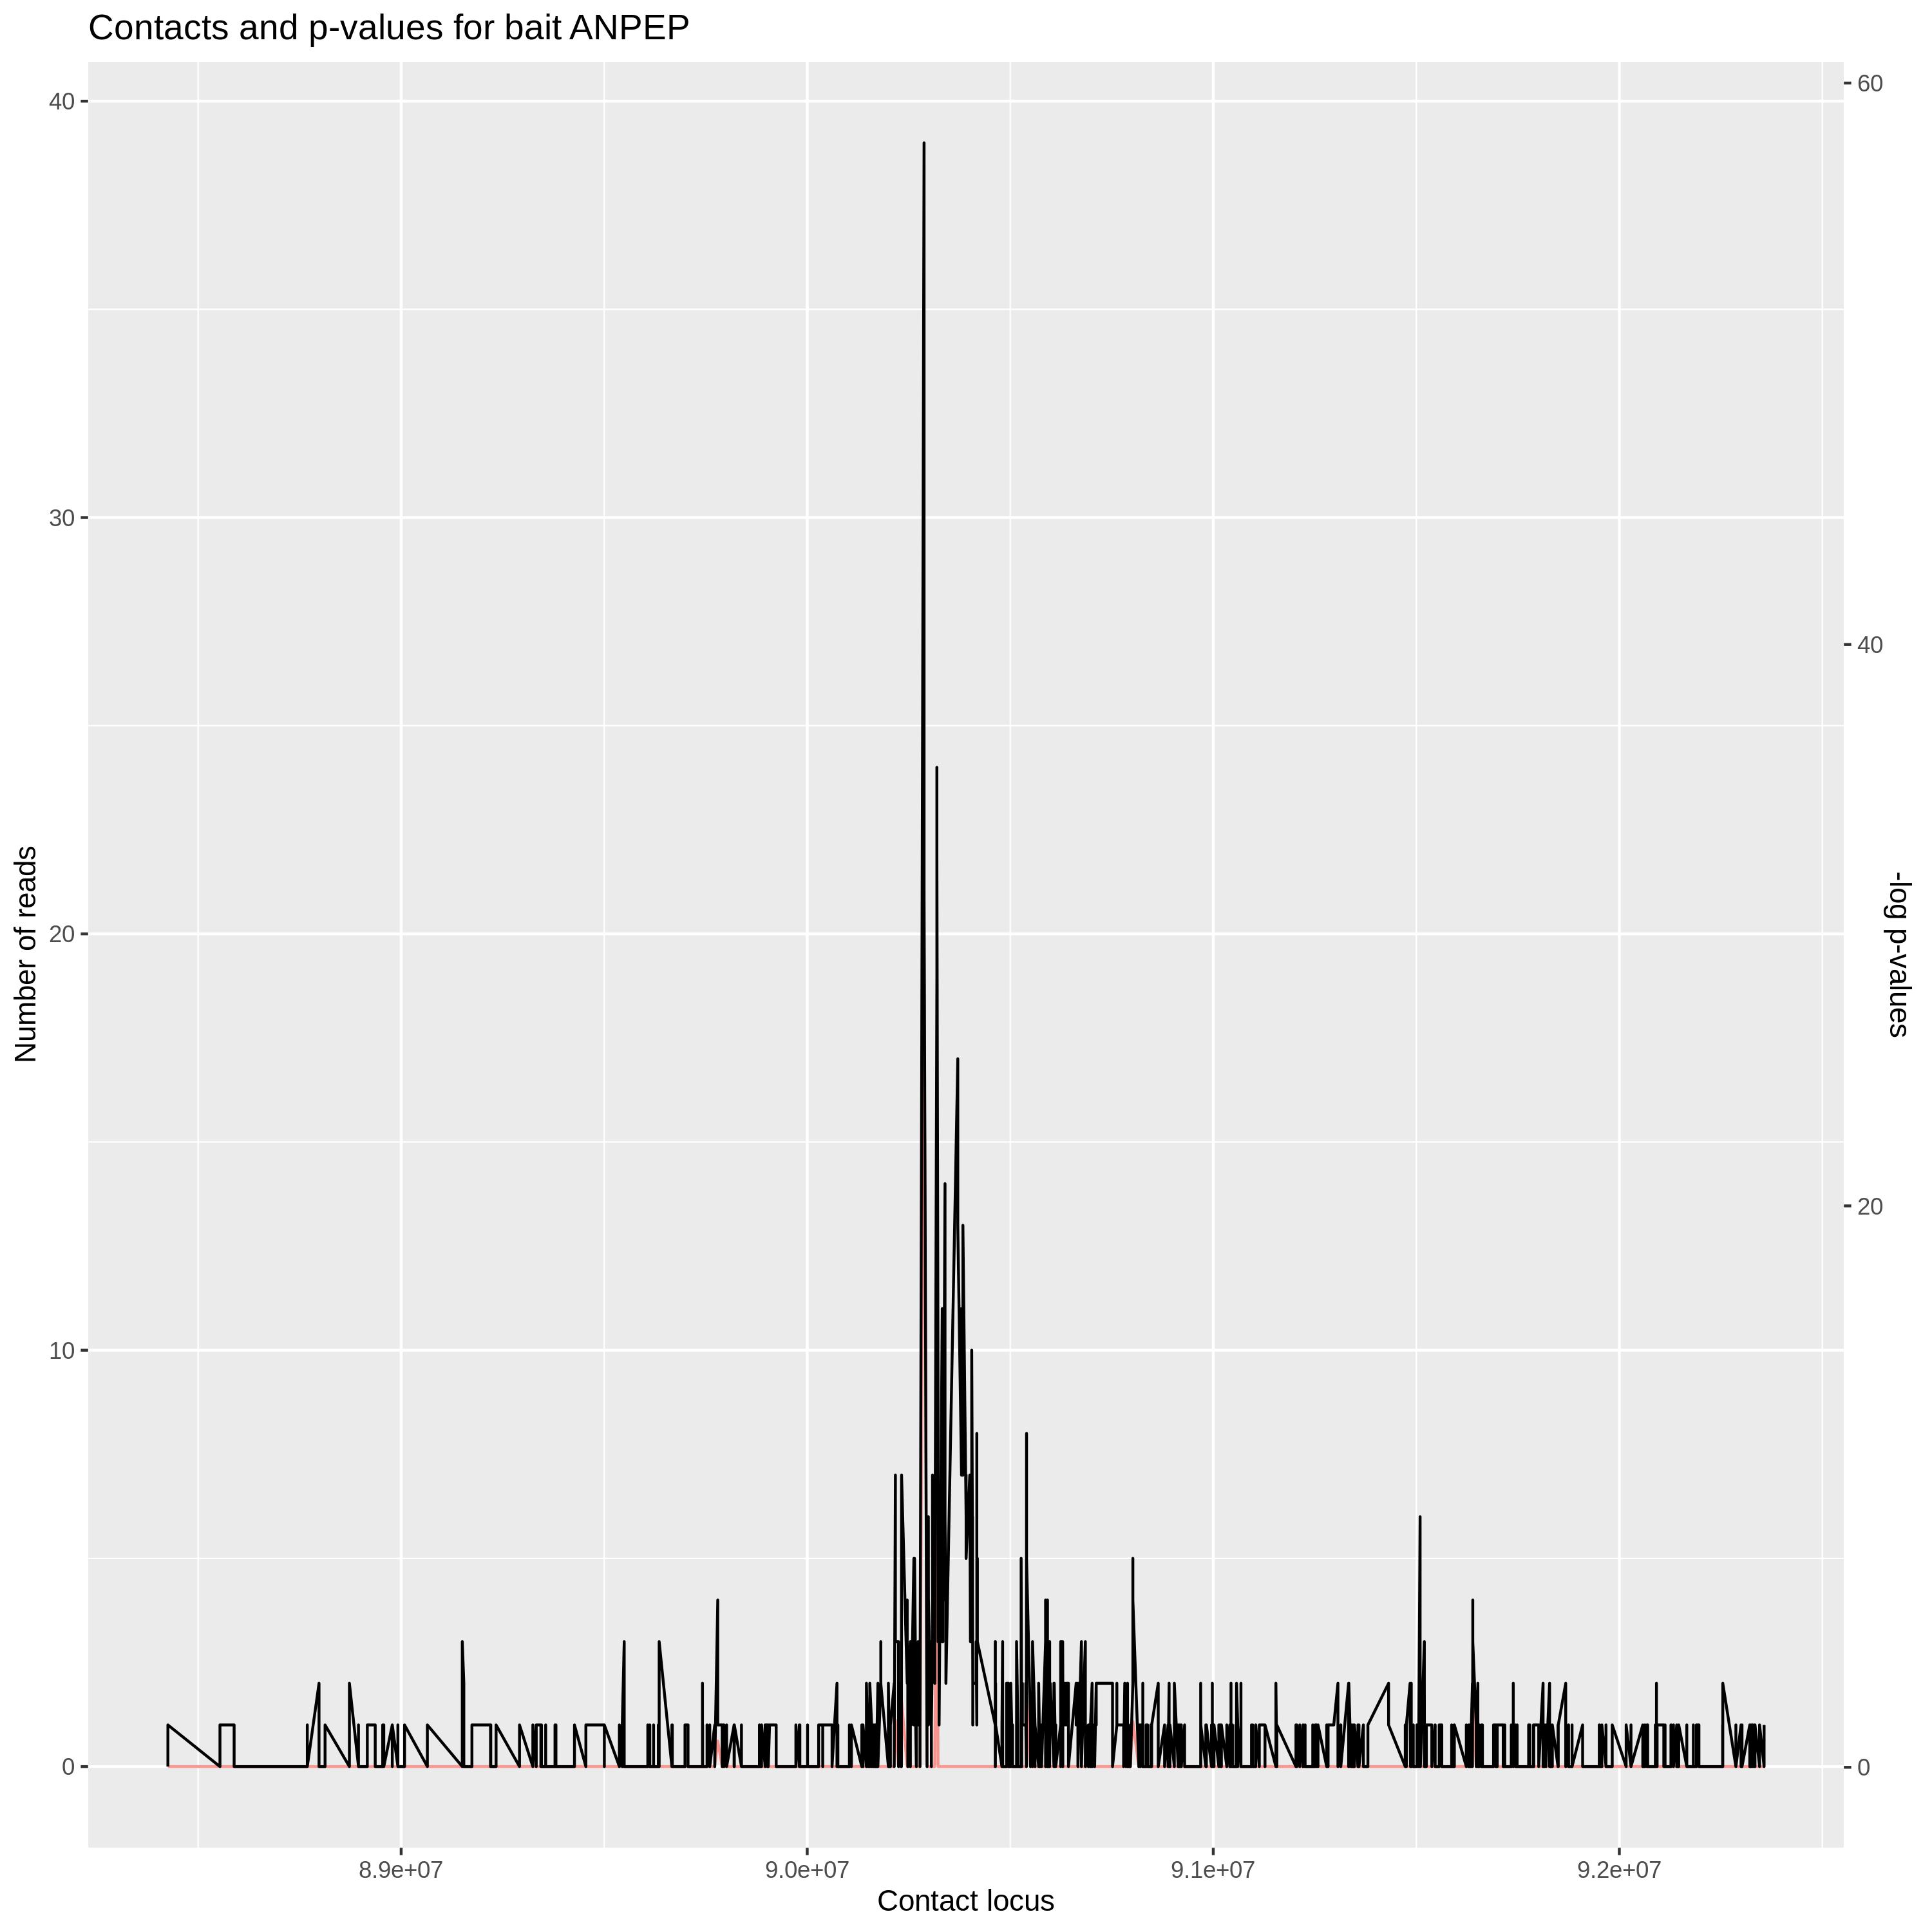 Contacts and p-values for bait ANPEP
40
30
20
10
0
Number of reads
60
40
20
0
-log p-values
8.9e+07
9.0e+07
9.1e+07
9.2e+07
Contact locus